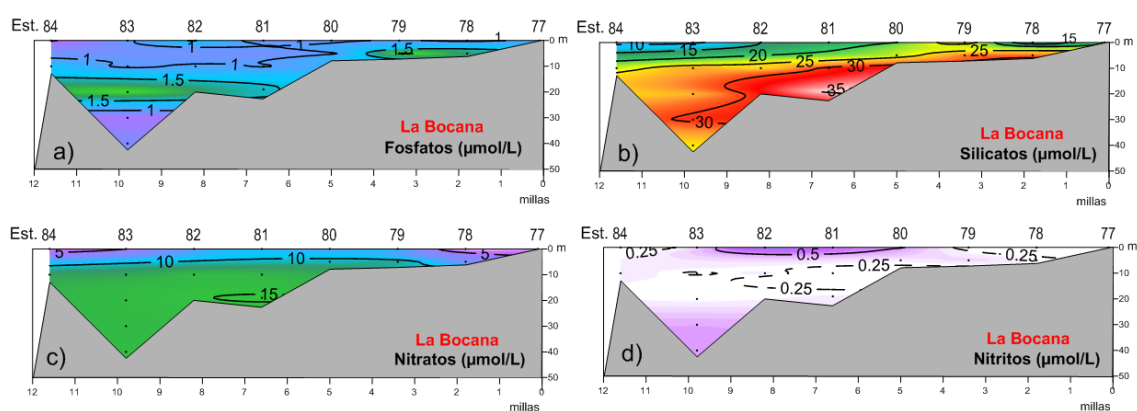 Est. 84 83 82 81 80 79 78 77
1 1 1 1.5 1 1.5 1.5 1
0 m
10
20
30
40
50
La Bocana
a) Fosfatos (µmol/L)
12 11 10 9 8 7 6 5 4 3 2 1 0
millas
Est. 84 83 82 81 80 79 78 77
10 15 20 25 30 35 30 25 15
0 m
10
20
30
40
50
La Bocana
b) Silicatos (µmol/L)
12 11 10 9 8 7 6 5 4 3 2 1 0
millas
Est. 84 83 82 81 80 79 78 77
5 10 10 5 15
0 m
10
20
30
40
50
La Bocana
c) Nitratos (µmol/L)
12 11 10 9 8 7 6 5 4 3 2 1 0
millas
Est. 84 83 82 81 80 79 78 77
0.25 0.5 0.25 0.25 0.25
0 m
10
20
30
40
50
La Bocana
d) Nitritos (µmol/L)
12 11 10 9 8 7 6 5 4 3 2 1 0
millas